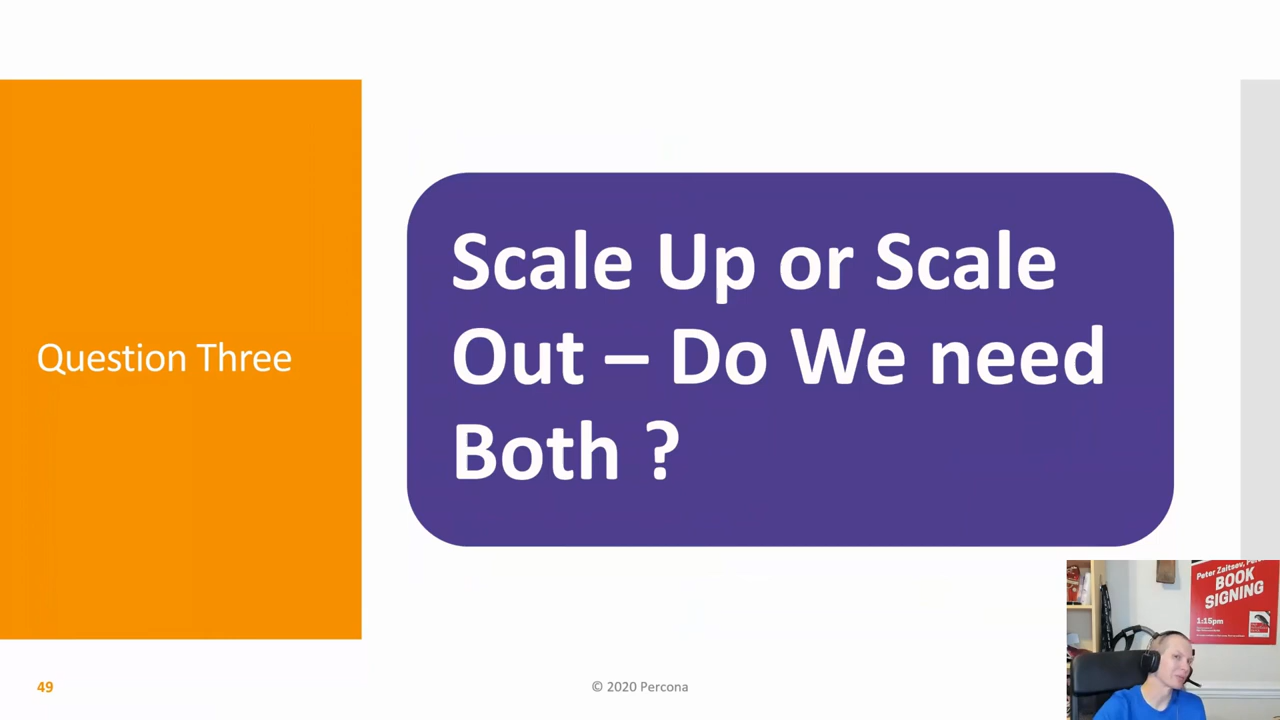 Question Three
Scale Up or Scale
Out – Do We need
Both ?
Peter Zaitsev,
BOOK
SIGNING
1:15pm
49
© 2020 Percona